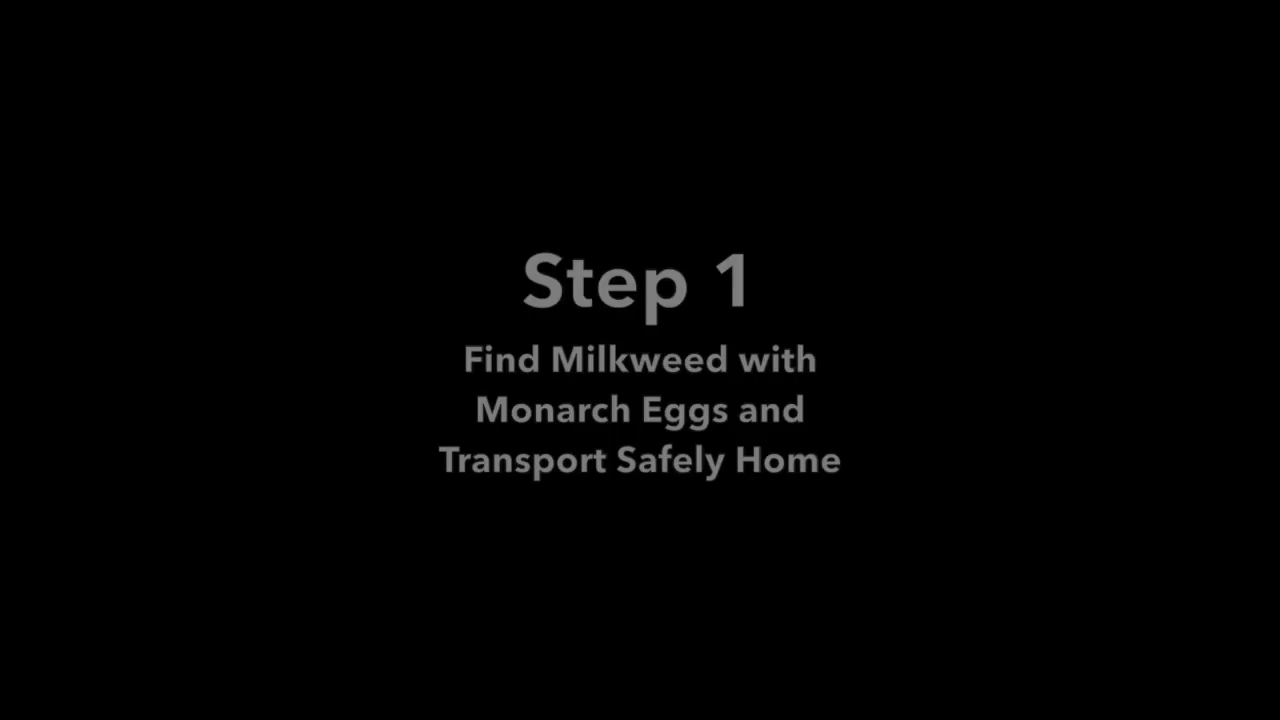 Step 1
Find Milkweed with
Monarch Eggs and
Transport Safely Home